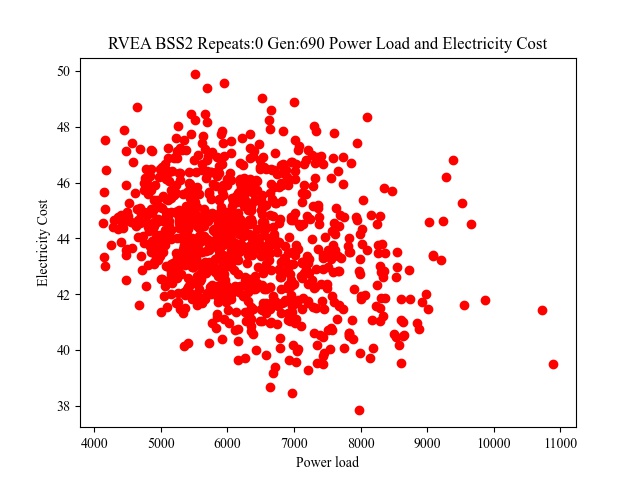 RVEA BSS2 Repeats:0 Gen:690 Power Load and Electricity Cost
50
48
46
44
42
40
38
Electricity Cost
4000 5000 6000 7000 8000 9000 10000 11000
Power load